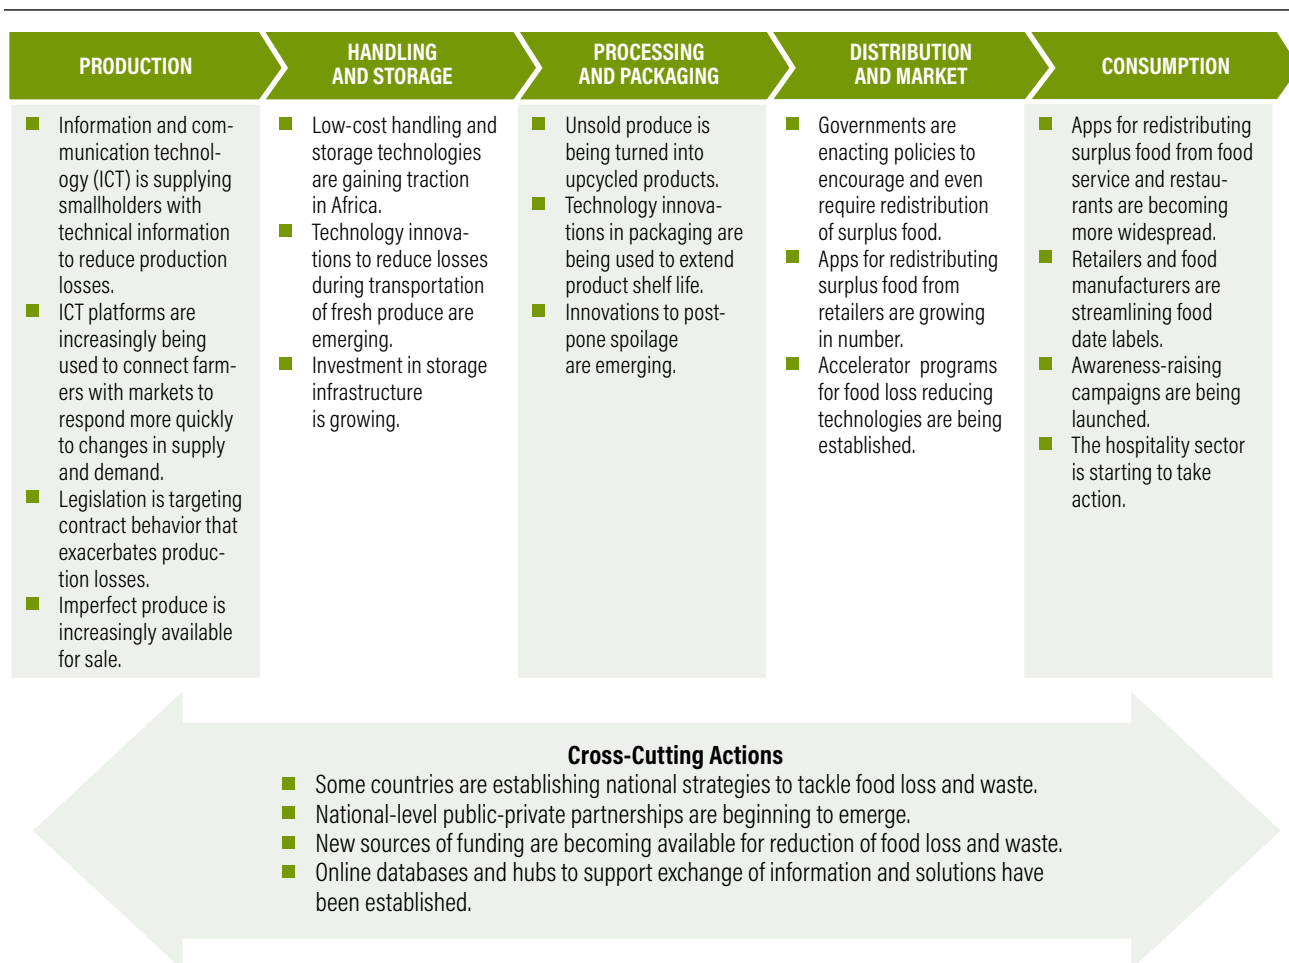 PRODUCTION
Information and com-
munication technol-
ogy (ICT) is supplying
smallholders with
technical information
to reduce production
losses.
ICT platforms are
increasingly being
used to connect farm-
ers with markets to
respond more quickly
to changes in supply
and demand.
Legislation is targeting
contract behavior that
exacerbates produc-
tion losses.
Imperfect produce is
increasingly available
for sale.
HANDLING
AND STORAGE
Low-cost handling and
storage technologies
are gaining traction
in Africa.
Technology innova-
tions to reduce losses
during transportation
of fresh produce are
emerging.
Investment in storage
infrastructure
is growing.
PROCESSING
AND PACKAGING
Unsold produce is
being turned into
upcycled products.
Technology innova-
tions in packaging are
being used to extend
product shelf life.
Innovations to post-
pone spoilage
are emerging.
DISTRIBUTION
AND MARKET
Governments are
enacting policies to
encourage and even
require redistribution
of surplus food.
Apps for redistributing
surplus food from
retailers are growing
in number.
Accelerator programs
for food loss reducing
technologies are being
established.
CONSUMPTION
Apps for redistributing
surplus food from food
service and restau-
rants are becoming
more widespread.
Retailers and food
manufacturers are
streamlining food
date labels.
Awareness-raising
campaigns are being
launched.
The hospitality sector
is starting to take
action.
Cross-Cutting Actions
Some countries are establishing national strategies to tackle food loss and waste.
National-level public-private partnerships are beginning to emerge.
New sources of funding are becoming available for reduction of food loss and waste.
Online databases and hubs to support exchange of information and solutions have
been established.